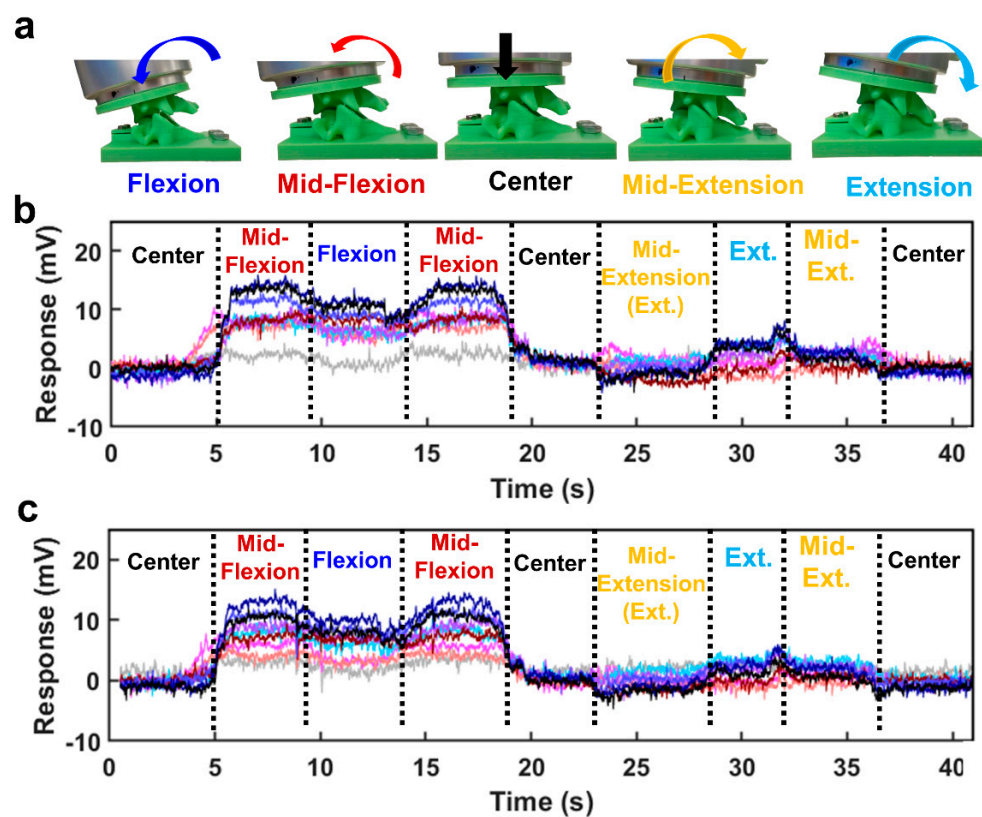 a
Flexion
Mid-Flexion
Center
Mid-Extension
Extension
b
Response (mV)
20
10
0
-10
Center
Mid-
Flexion
Flexion
Mid-
Flexion
Center
Mid-
Extension
(Ext.)
Ext.
Mid-
Ext.
Center
0 5 10 15 20 25 30 35 40
Time (s)
c
Response (mV)
20
10
0
-10
Center
Mid-
Flexion
Flexion
Mid-
Flexion
Center
Mid-
Extension
(Ext.)
Ext.
Mid-
Ext.
Center
0 5 10 15 20 25 30 35 40
Time (s)